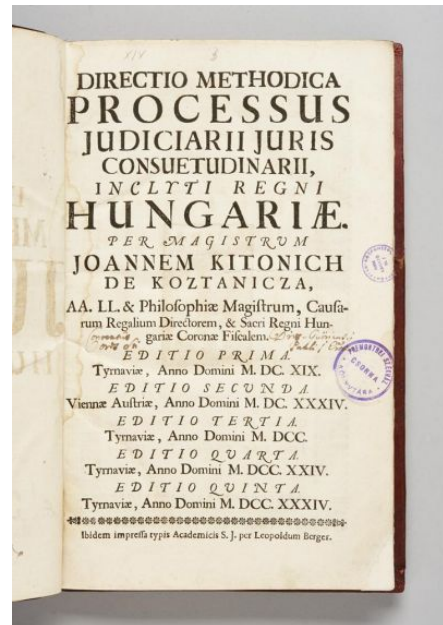 XIX
DIRECTIO METHODICA
PROCESSUS
JUDICIARII JURIS
CONSUETUDINARII,
INCLYTI REGNI
HUNGARIÆ.
PER MAGISTRVM
JOANNEM KITONICH
DE KOZTANICZA,
AA. LL. & Philosophiæ Magiſtrum, Cauſa-
rum Regalium Directorem, & Sacri Regni Hun-
gariæ Coronæ Fiſcalem.
EDITIO PRIMA.
Tyrnaviæ, Anno Domini M. DC. XIX.
EDITIO SECUNDA
Viennæ Auſtriæ, Anno Domini M. DC. XXXIV.
EDITIO TERTIA.
Tyrnaviæ, Anno Domini M. DCC.
EDITIO QUARTA.
Tyrnaviæ, Anno Domini M. DCC. XXIV.
EDITIO QUINTA.
Tyrnaviæ, Anno Domini M. DCC. XXXIV.
Ibidem impreſſa typis Academicis S. J. per Leopoldum Berger.
CSORNA